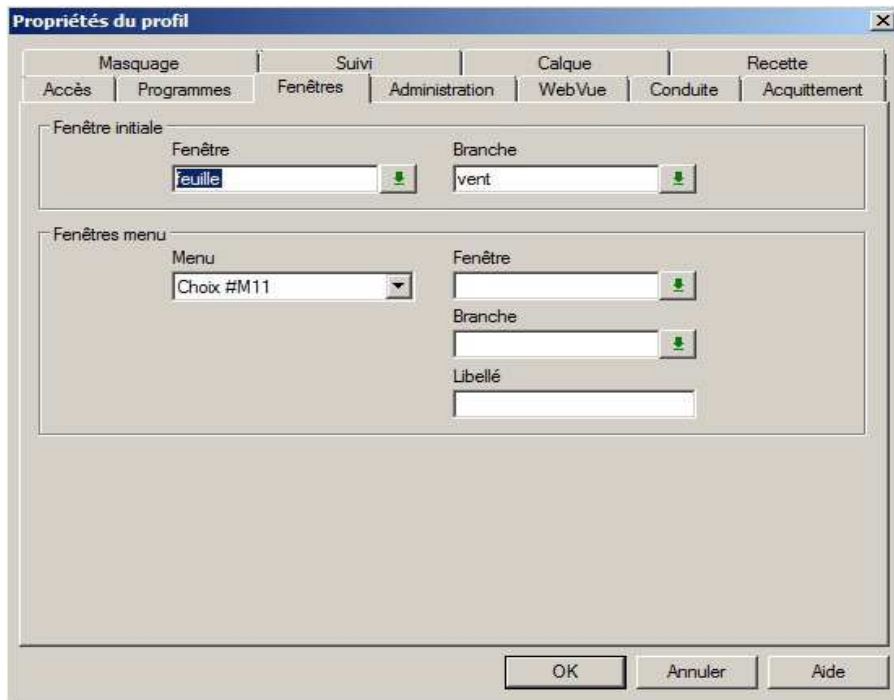 Propriétés du profil
Masquage Suivi Calque Recette
Accès Programmes Fenêtres Administration WebVue Conduite Acquittement
Fenêtre initiale
Fenêtre Branche
feuille vent
Fenêtres menu
Menu Fenêtre
Choix #M11
Branche
Libellé
OK Annuler Aide